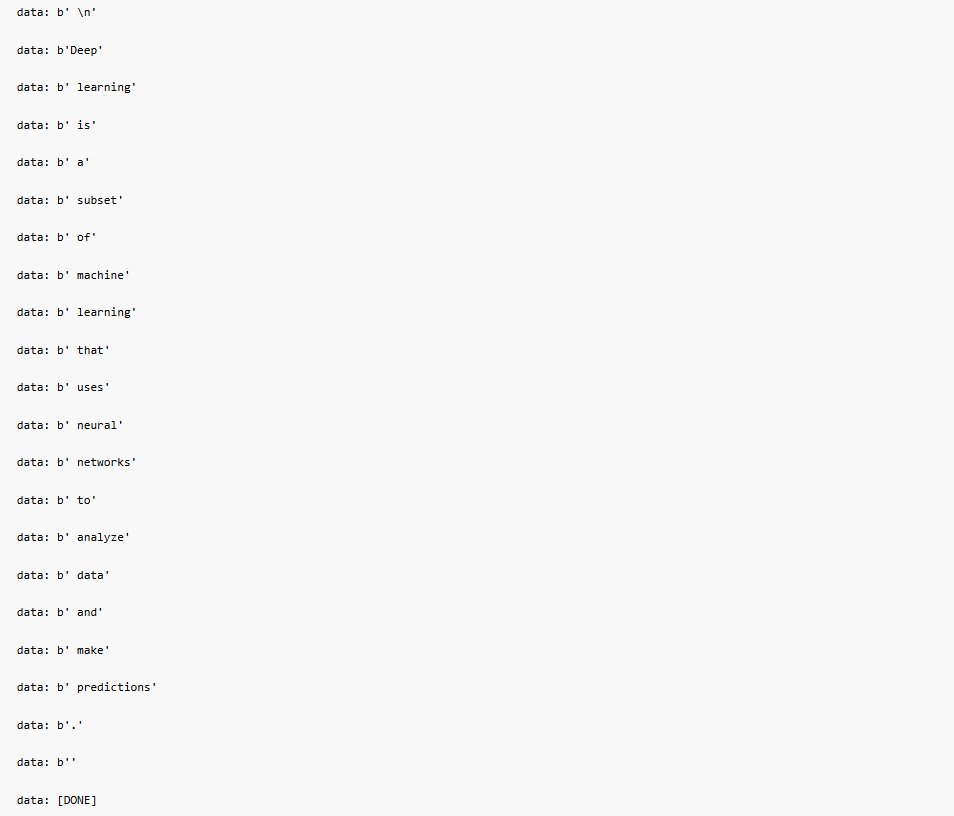 data: b' \n'
data: b'Deep'
data: b' learning'
data: b' is'
data: b' a'
data: b' subset'
data: b' of'
data: b' machine'
data: b' learning'
data: b' that'
data: b' uses'
data: b' neural'
data: b' networks'
data: b' to'
data: b' analyze'
data: b' data'
data: b' and'
data: b' make'
data: b' predictions'
data: b'.'
data: b''
data: [DONE]